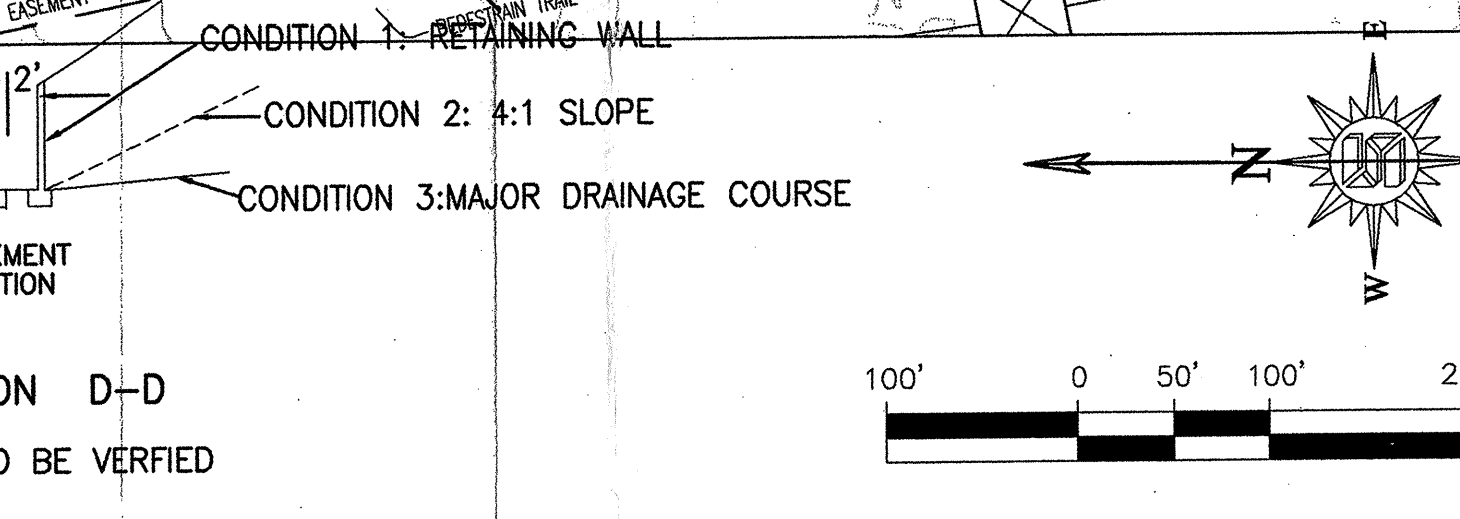 EASEMENT
PEDESTRAIN TRAIL
CONDITION 1: RETAINING WALL
2'
CONDITION 2: 4:1 SLOPE
CONDITION 3:MAJOR DRAINAGE COURSE
E
N
W
EMENT
TION
ON D-D
O BE VERFIED
100' 0 50' 100' 2